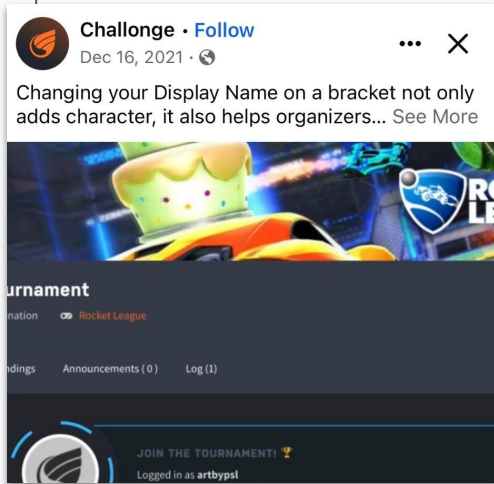 Challonge • Follow
Dec 16, 2021 ·
Changing your Display Name on a bracket not only
adds character, it also helps organizers... See More
urnament
nation Rocket League
ndings Announcements ( 0 ) Log (1)
JOIN THE TOURNAMENT! 🏆
Logged in as artbypsl